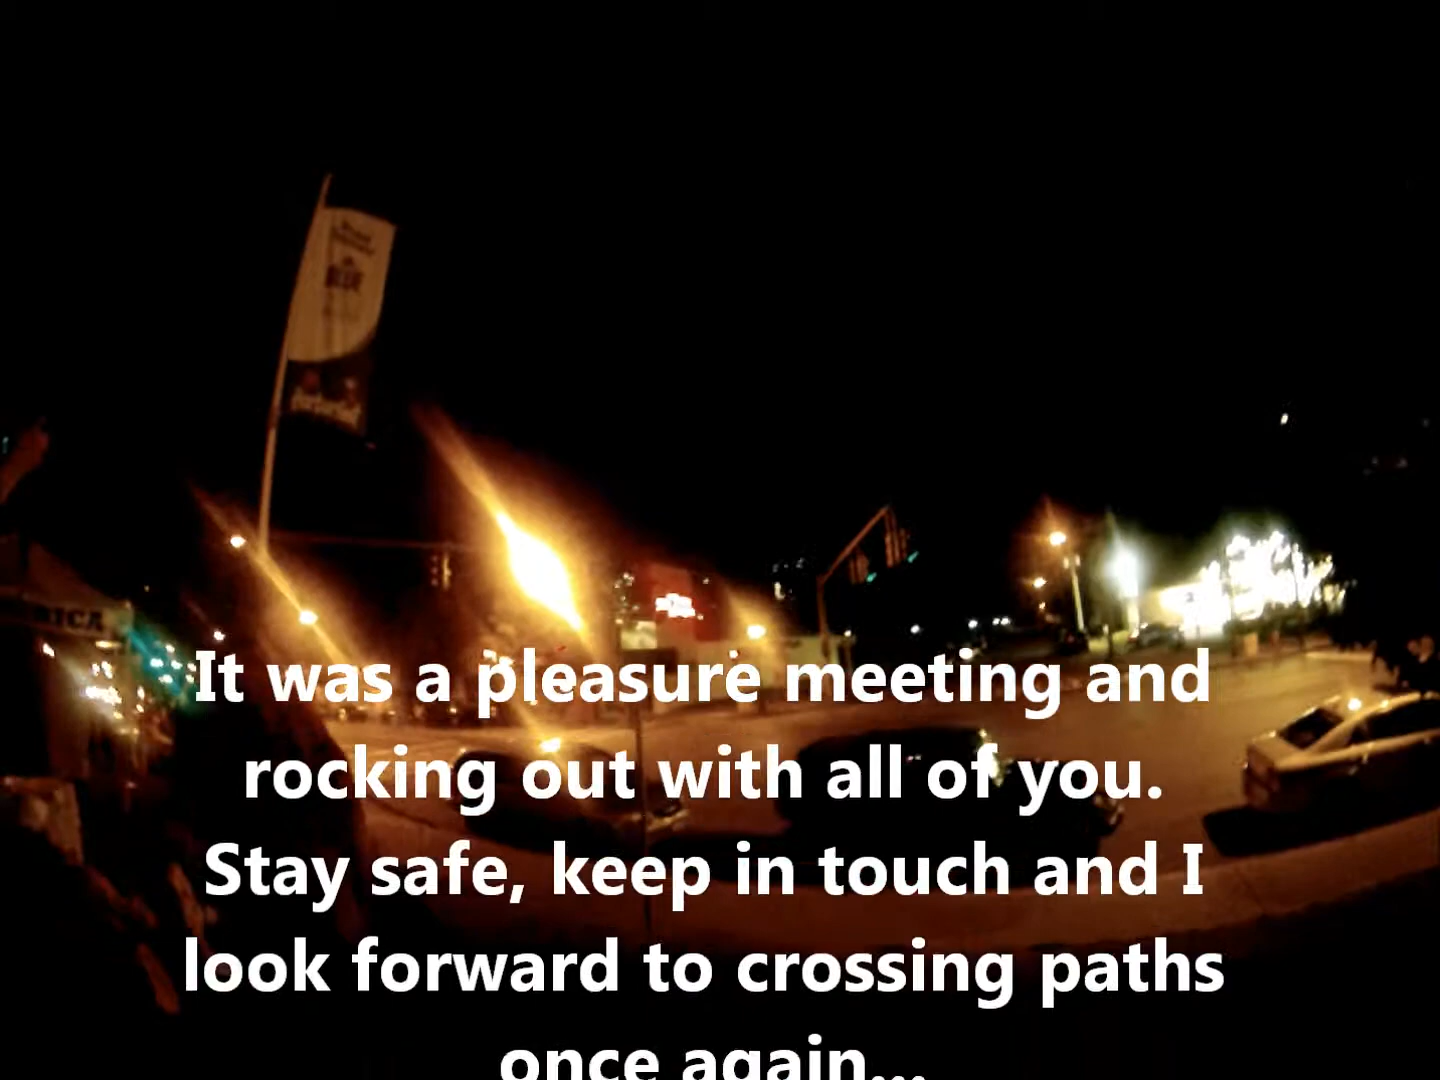 It was a pleasure meeting and
rocking out with all of you.
Stay safe, keep in touch and I
look forward to crossing paths
once again...